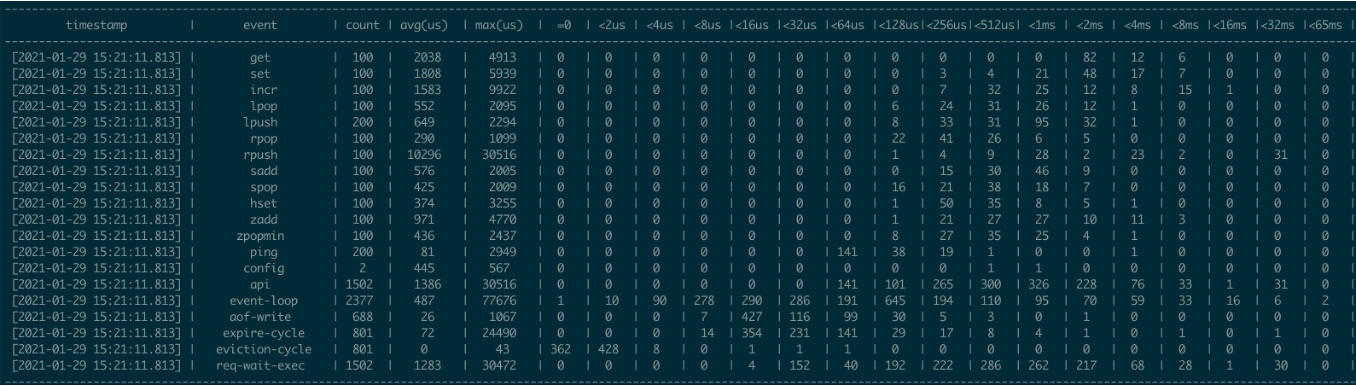 timestamp | event | count | avg(us) | max(us) | =0 | <2us | <4us | <8us | <16us | <32us | <64us |<128us|<256us|<512us| <1ms | <2ms | <4ms | <8ms |<16ms |<32ms |<65ms |
[2021-01-29 15:21:11.813] | get | 100 | 2038 | 4913 | 0 | 0 | 0 | 0 | 0 | 0 | 0 | 0 | 0 | 0 | 0 | 82 | 12 | 6 | 0 | 0 | 0 |
[2021-01-29 15:21:11.813] | set | 100 | 1808 | 5939 | 0 | 0 | 0 | 0 | 0 | 0 | 0 | 0 | 3 | 4 | 21 | 48 | 17 | 7 | 0 | 0 | 0 |
[2021-01-29 15:21:11.813] | incr | 100 | 1583 | 9922 | 0 | 0 | 0 | 0 | 0 | 0 | 0 | 0 | 7 | 32 | 25 | 12 | 8 | 15 | 1 | 0 | 0 |
[2021-01-29 15:21:11.813] | lpop | 100 | 552 | 2095 | 0 | 0 | 0 | 0 | 0 | 0 | 0 | 6 | 24 | 31 | 26 | 12 | 1 | 0 | 0 | 0 | 0 |
[2021-01-29 15:21:11.813] | lpush | 200 | 649 | 2294 | 0 | 0 | 0 | 0 | 0 | 0 | 0 | 8 | 33 | 31 | 95 | 32 | 1 | 0 | 0 | 0 | 0 |
[2021-01-29 15:21:11.813] | rpop | 100 | 290 | 1099 | 0 | 0 | 0 | 0 | 0 | 0 | 0 | 22 | 41 | 26 | 6 | 5 | 0 | 0 | 0 | 0 | 0 |
[2021-01-29 15:21:11.813] | rpush | 100 | 10296 | 30516 | 0 | 0 | 0 | 0 | 0 | 0 | 0 | 1 | 4 | 9 | 28 | 2 | 23 | 2 | 0 | 31 | 0 |
[2021-01-29 15:21:11.813] | sadd | 100 | 576 | 2005 | 0 | 0 | 0 | 0 | 0 | 0 | 0 | 0 | 15 | 30 | 46 | 9 | 0 | 0 | 0 | 0 | 0 |
[2021-01-29 15:21:11.813] | spop | 100 | 425 | 2009 | 0 | 0 | 0 | 0 | 0 | 0 | 0 | 16 | 21 | 38 | 18 | 7 | 0 | 0 | 0 | 0 | 0 |
[2021-01-29 15:21:11.813] | hset | 100 | 374 | 3255 | 0 | 0 | 0 | 0 | 0 | 0 | 0 | 1 | 50 | 35 | 8 | 5 | 1 | 0 | 0 | 0 | 0 |
[2021-01-29 15:21:11.813] | zadd | 100 | 971 | 4770 | 0 | 0 | 0 | 0 | 0 | 0 | 0 | 1 | 21 | 27 | 27 | 10 | 11 | 3 | 0 | 0 | 0 |
[2021-01-29 15:21:11.813] | zpopmin | 100 | 436 | 2437 | 0 | 0 | 0 | 0 | 0 | 0 | 0 | 8 | 27 | 35 | 25 | 4 | 1 | 0 | 0 | 0 | 0 |
[2021-01-29 15:21:11.813] | ping | 200 | 81 | 2949 | 0 | 0 | 0 | 0 | 0 | 0 | 141 | 38 | 19 | 1 | 0 | 0 | 1 | 0 | 0 | 0 | 0 |
[2021-01-29 15:21:11.813] | config | 2 | 445 | 567 | 0 | 0 | 0 | 0 | 0 | 0 | 0 | 0 | 0 | 1 | 1 | 0 | 0 | 0 | 0 | 0 | 0 |
[2021-01-29 15:21:11.813] | api | 1502 | 1386 | 30516 | 0 | 0 | 0 | 0 | 0 | 0 | 141 | 101 | 265 | 300 | 326 | 228 | 76 | 33 | 1 | 31 | 0 |
[2021-01-29 15:21:11.813] | event-loop | 2377 | 487 | 77676 | 1 | 10 | 90 | 278 | 290 | 286 | 191 | 645 | 194 | 110 | 95 | 70 | 59 | 33 | 16 | 6 | 2 |
[2021-01-29 15:21:11.813] | aof-write | 688 | 26 | 1067 | 0 | 0 | 0 | 7 | 427 | 116 | 99 | 30 | 5 | 3 | 0 | 1 | 0 | 0 | 0 | 0 | 0 |
[2021-01-29 15:21:11.813] | expire-cycle | 801 | 72 | 24490 | 0 | 0 | 0 | 14 | 354 | 231 | 141 | 29 | 17 | 8 | 4 | 1 | 0 | 1 | 0 | 1 | 0 |
[2021-01-29 15:21:11.813] | eviction-cycle | 801 | 0 | 43 | 362 | 428 | 8 | 0 | 1 | 1 | 1 | 0 | 0 | 0 | 0 | 0 | 0 | 0 | 0 | 0 | 0 |
[2021-01-29 15:21:11.813] | req-wait-exec | 1502 | 1283 | 30472 | 0 | 0 | 0 | 0 | 4 | 152 | 40 | 192 | 222 | 286 | 262 | 217 | 68 | 28 | 1 | 30 | 0 |